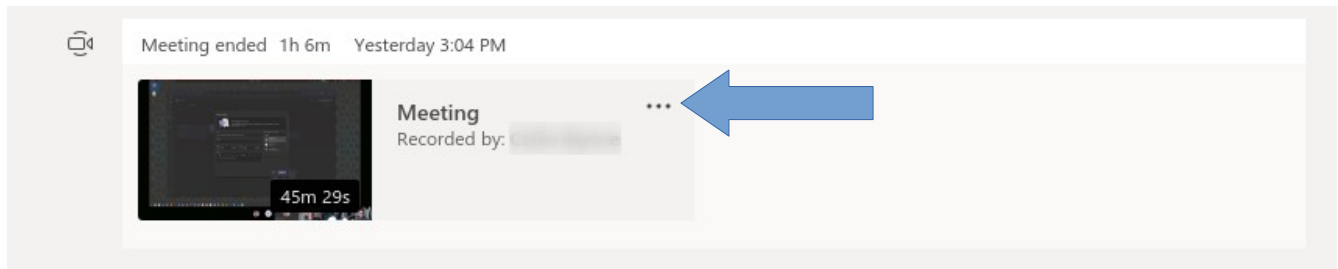 Meeting ended 1h 6m Yesterday 3:04 PM
Meeting
Recorded by:
45m 29s